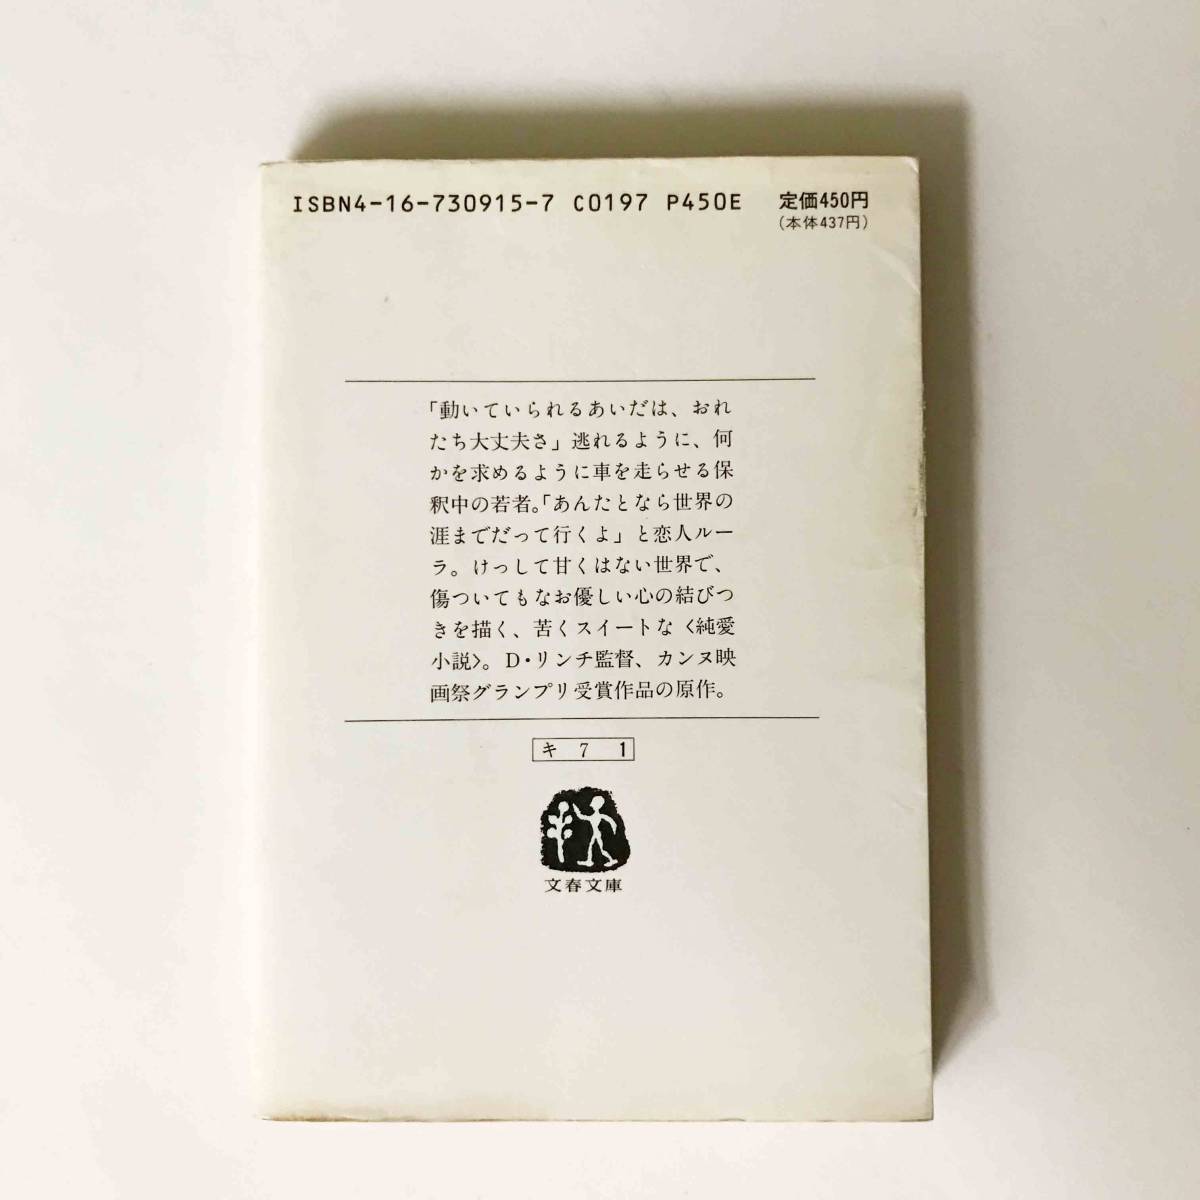 ISBN4-16-730915-7 C0197 P450E 定価450円
(本体437円)
「動いていられるあいだは、おれ
たち大丈夫さ」逃れるように、何
かを求めるように車を走らせる保
釈中の若者。「あんたとなら世界の
涯までだって行くよ」と恋人ルー
ラ。けっして甘くはない世界で、
傷ついてもなお優しい心の結びつ
きを描く、苦くスイートな〈純愛
小説〉。D・リンチ監督、カンヌ映
画祭グランプリ受賞作品の原作。
キ 7 1
文春文庫